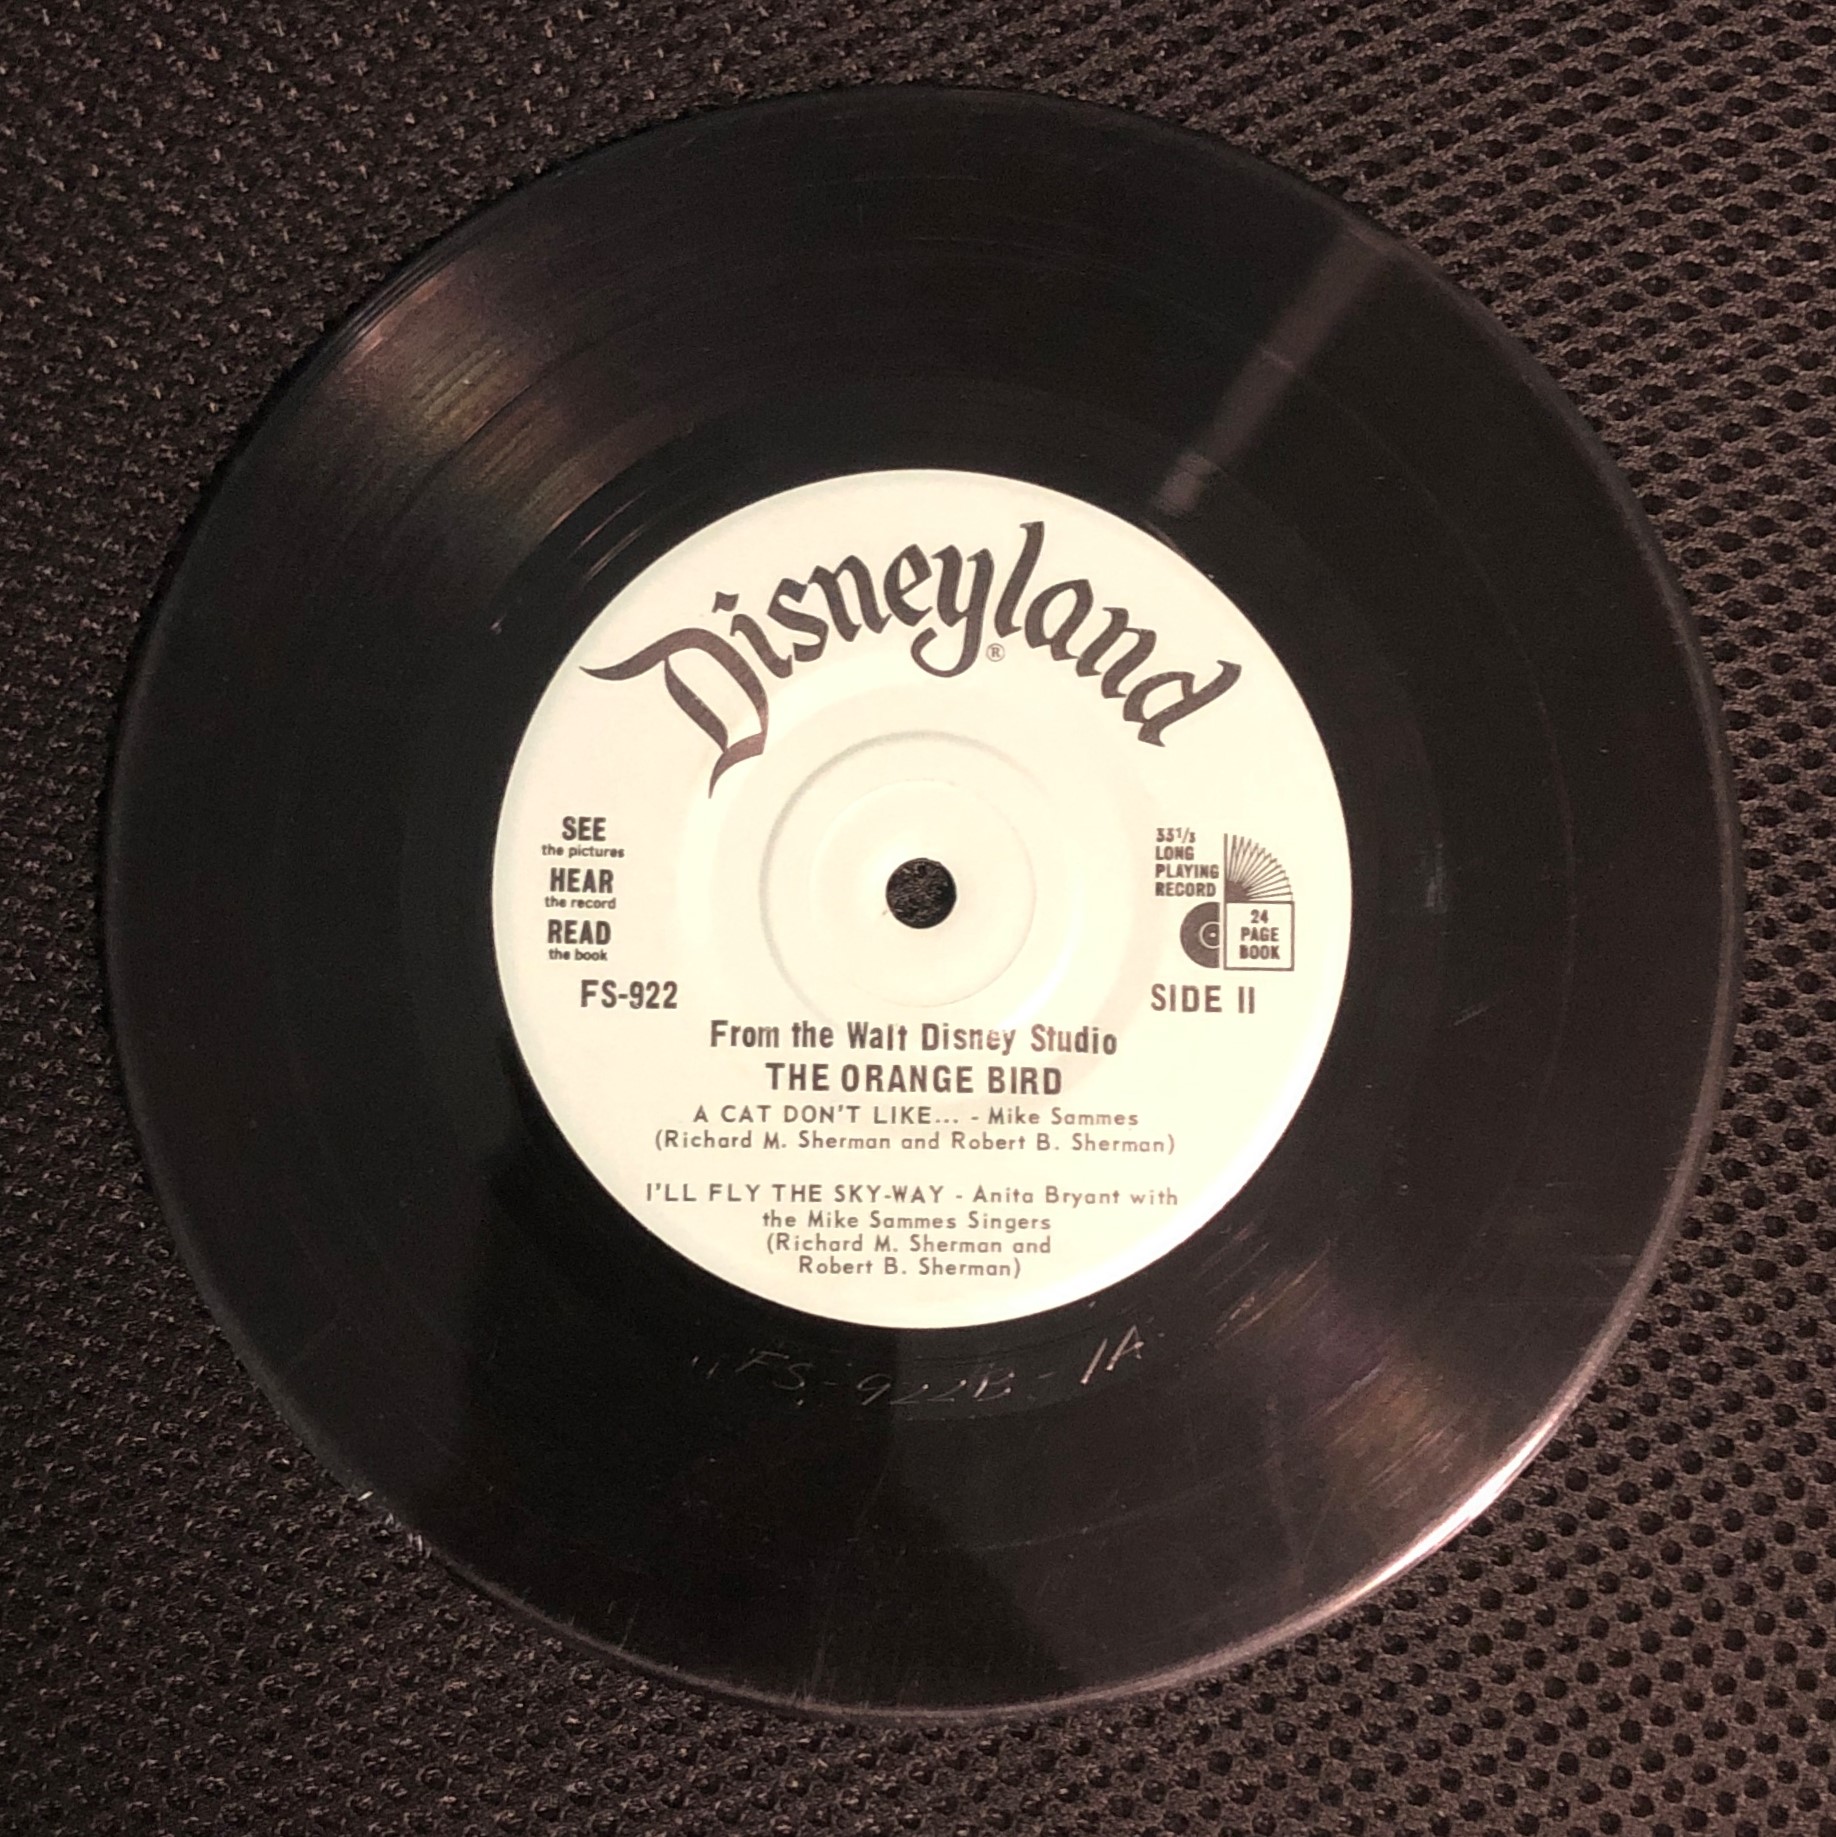 Disneyland
®
SEE
the pictures
HEAR
the record
READ
the book
33 1/3
LONG
PLAYING
RECORD
24
PAGE
BOOK
FS-922
SIDE II
From the Walt Disney Studio
THE ORANGE BIRD
A CAT DON'T LIKE... - Mike Sammes
(Richard M. Sherman and Robert B. Sherman)
I'LL FLY THE SKY-WAY - Anita Bryant with
the Mike Sammes Singers
(Richard M. Sherman and
Robert B. Sherman)
FS-922B-1A